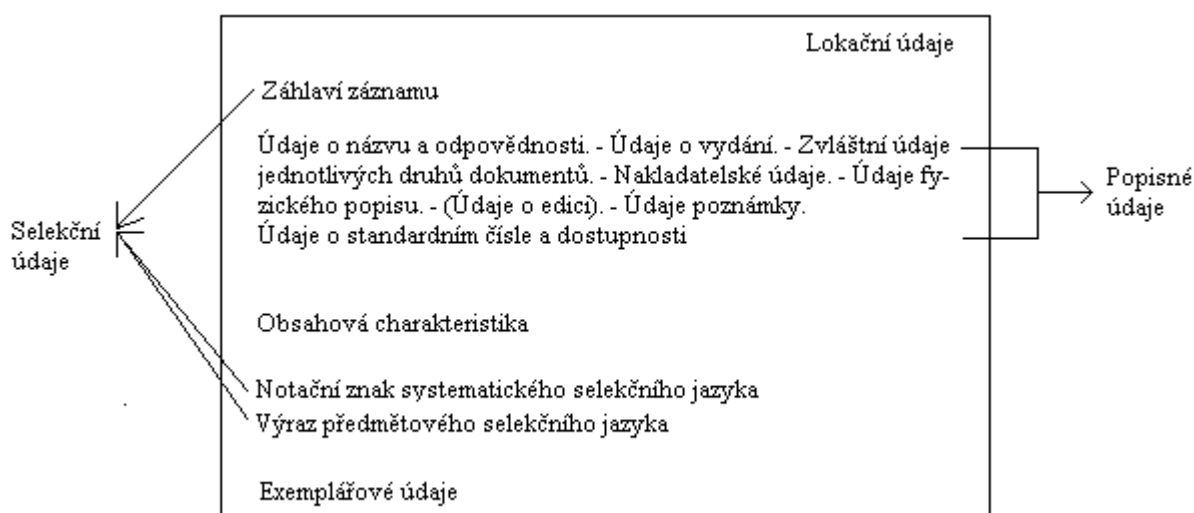 Lokační údaje
Záhlaví záznamu
Údaje o názvu a odpovědnosti. - Údaje o vydání. - Zvláštní údaje
jednotlivých druhů dokumentů. - Nakladatelské údaje. - Údaje fy-
zického popisu. - (Údaje o edici). - Údaje poznámky.
Údaje o standardním čísle a dostupnosti
Popisné
údaje
Selekční
údaje
Obsahová charakteristika
Notační znak systematického selekčního jazyka
Výraz předmětového selekčního jazyka
Exemplářové údaje